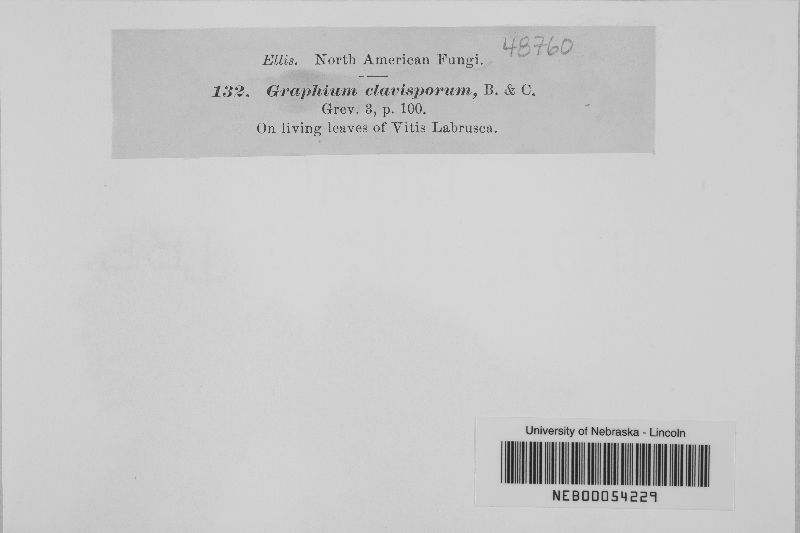 48760
Ellis. North American Fungi.
132. Graphium clavisporum, B. & C.
Grev. 3, p. 100.
On living leaves of Vitis Labrusca.
University of Nebraska - Lincoln
NEB00054229